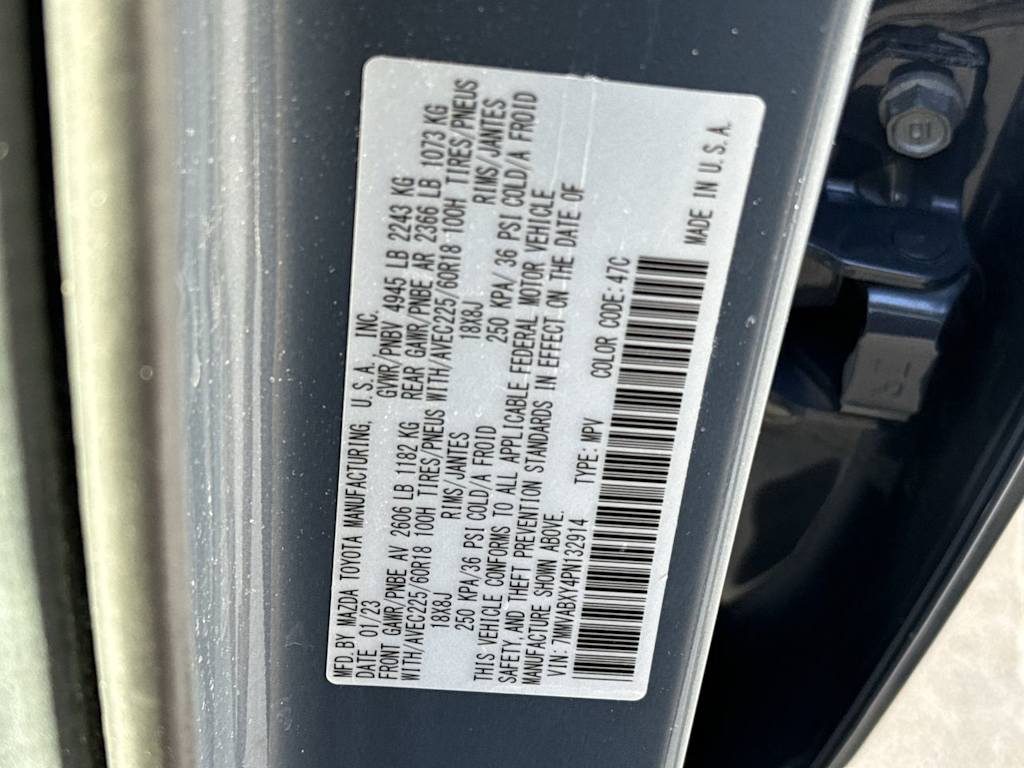 MFD.BY MAZDA TOYOTA MANUFACTURING, U.S.A. INC.
DATE 01/23 GVWR/PNBV 4945 LB 2243 KG
FRONT GAWR/PNBE AV 2606 LB 1182 KG REAR GAWR/PNBE AR 2366 LB 1073 KG
WITH/AVEC225/60R18 100H TIRES/PNEUS WITH/AVEC225/60R18 100H TIRES/PNEUS
18X8J RIMS/JANTES 18X8J RIMS/JANTES
250 KPA/36 PSI COLD/A FROID 250 KPA/ 36 PSI COLD/A FROID
THIS VEHICLE CONFORMS TO ALL APPLICABLE FEDERAL MOTOR VEHICLE
SAFETY,AND THEFT PREVENTION STANDARDS IN EFFECT ON THE DATE OF
MANUFACTURE SHOWN ABOVE.
VIN: 7MMVABXY4PN132914 TYPE: MPV COLOR CODE: 47C
MADE IN U.S.A.